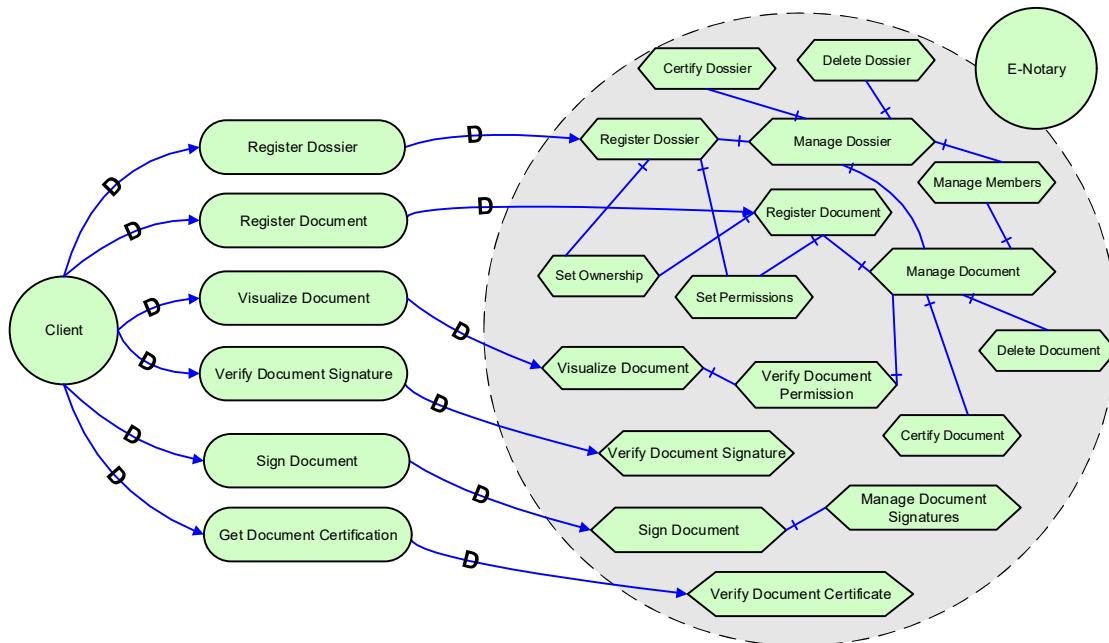 E-Notary
Certify Dossier
Delete Dossier
Register Dossier
D
Register Dossier
Manage Dossier
D
Manage Members
Register Document
D
Register Document
D
Set Ownership
Set Permissions
Manage Document
Client
D
Visualize Document
D
Delete Document
D
Verify Document Signature
Visualize Document
Verify Document
Permission
D
Certify Document
D
Sign Document
Verify Document Signature
D
D
Manage Document
Signatures
Get Document Certification
Sign Document
D
Verify Document Certificate